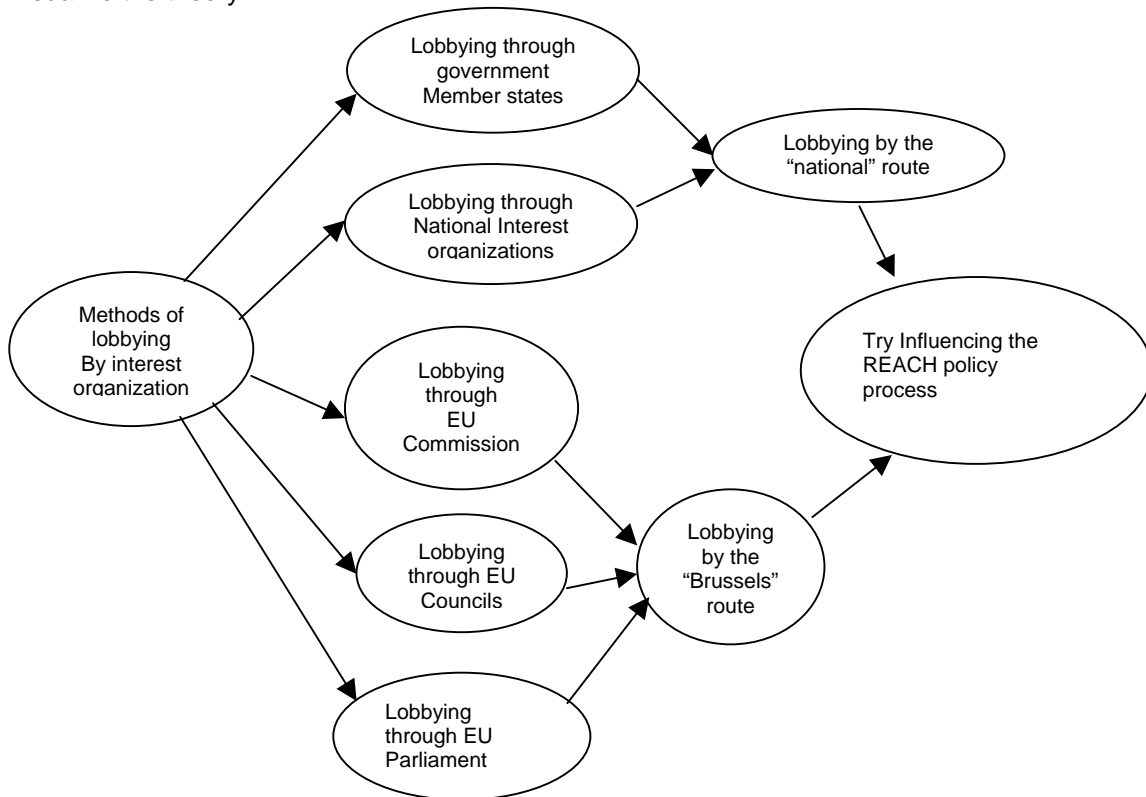 Lobbying through
government
Member states
Lobbying by the
“national” route
Lobbying through
National Interest
organizations
Methods of
lobbying
By interest
organization
Try Influencing the
REACH policy
process
Lobbying
through
EU
Commission
Lobbying
by the
“Brussels”
route
Lobbying
through EU
Councils
Lobbying
through EU
Parliament